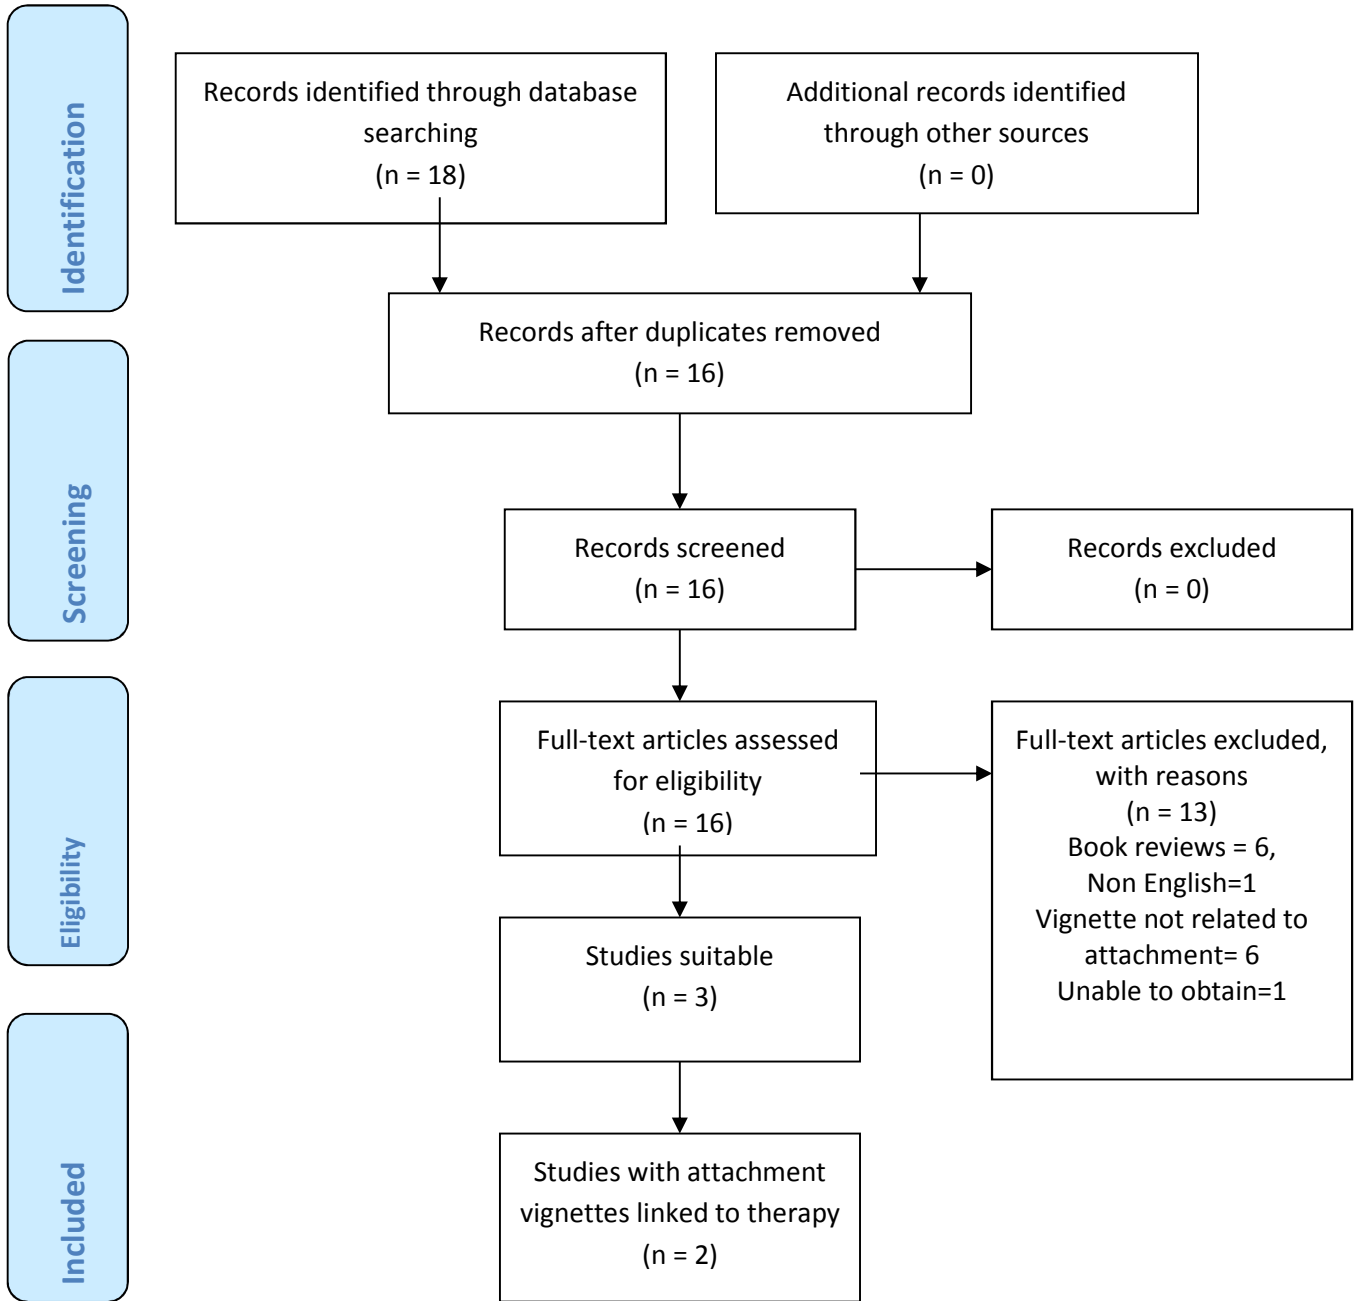 Identification
Records identified through database
searching
(n = 18)
Additional records identified
through other sources
(n = 0)
Records after duplicates removed
(n = 16)
Screening
Records screened
(n = 16)
Records excluded
(n = 0)
Eligibility
Full-text articles assessed
for eligibility
(n = 16)
Full-text articles excluded,
with reasons
(n = 13)
Book reviews = 6,
Non English=1
Vignette not related to
attachment= 6
Unable to obtain=1
Studies suitable
(n = 3)
Included
Studies with attachment
vignettes linked to therapy
(n = 2)